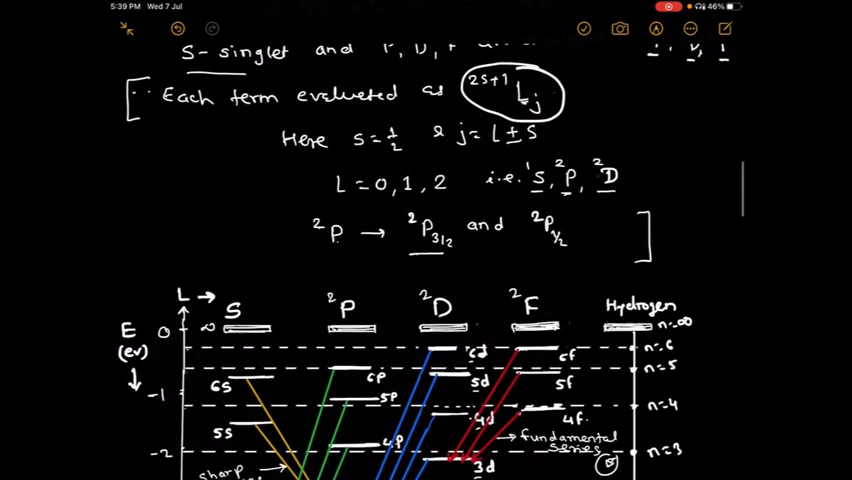 5:39 PM Wed 7 Jul
46%
S-singlet and P, D, F
[ ∵ Each term evaluated as ²ˢ⁺¹Lⱼ
Here s=½ & j= L±S
L = 0, 1, 2 i.e. ¹S, ²P, ²D
²P → ²P₃/₂ and ²P₁/₂ ]
L → S ²P ²D ²F Hydrogen
E 0 ∞ n=∞
(ev) 6d 6f n=6
6s 6P 5d 5f n=5
-1 5P
5s 4d 4f n=4
4P fundamental
series
-2 3d n=3
sharp